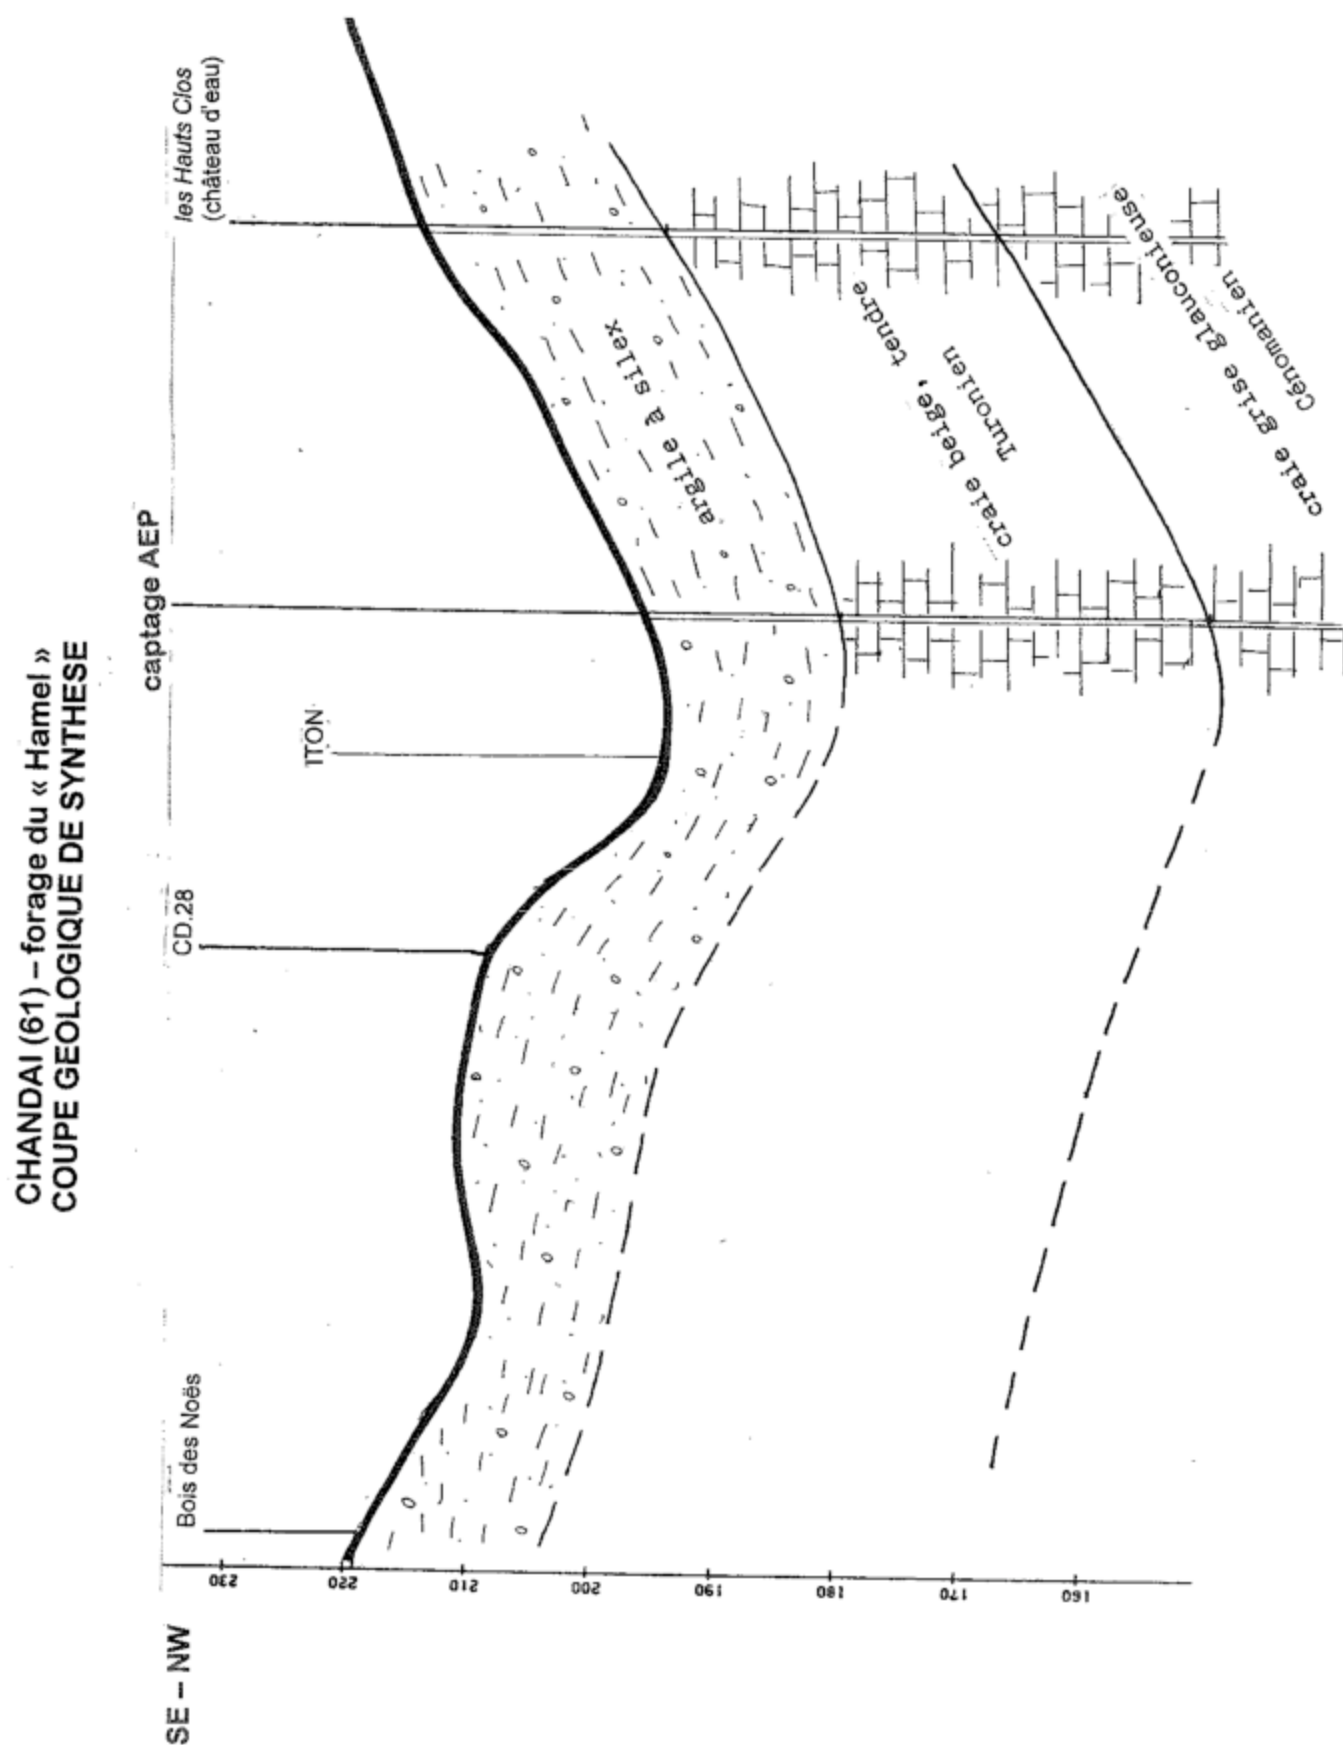 CHANDAI (61) – forage du « Hamel »
COUPE GEOLOGIQUE DE SYNTHESE
SE – NW
Bois des Noës
CD.28
ITON
captage AEP
les Hauts Clos
(château d'eau)
230
220
210
200
190
180
170
160
argile à silex
craie beige, tendre
Turonien
craie grise glauconieuse
Cénomanien